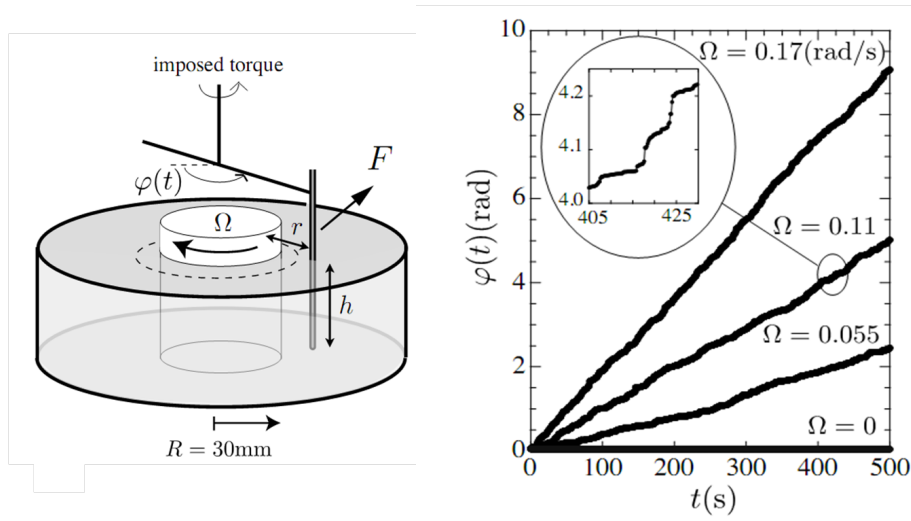 imposed torque
F
φ(t)
Ω
r
h
R = 30mm
10
8
6
4
2
0
φ(t)(rad)
Ω = 0.17(rad/s)
4.2
4.1
4.0
405
425
Ω = 0.11
Ω = 0.055
Ω = 0
0
100
200
300
400
500
t(s)